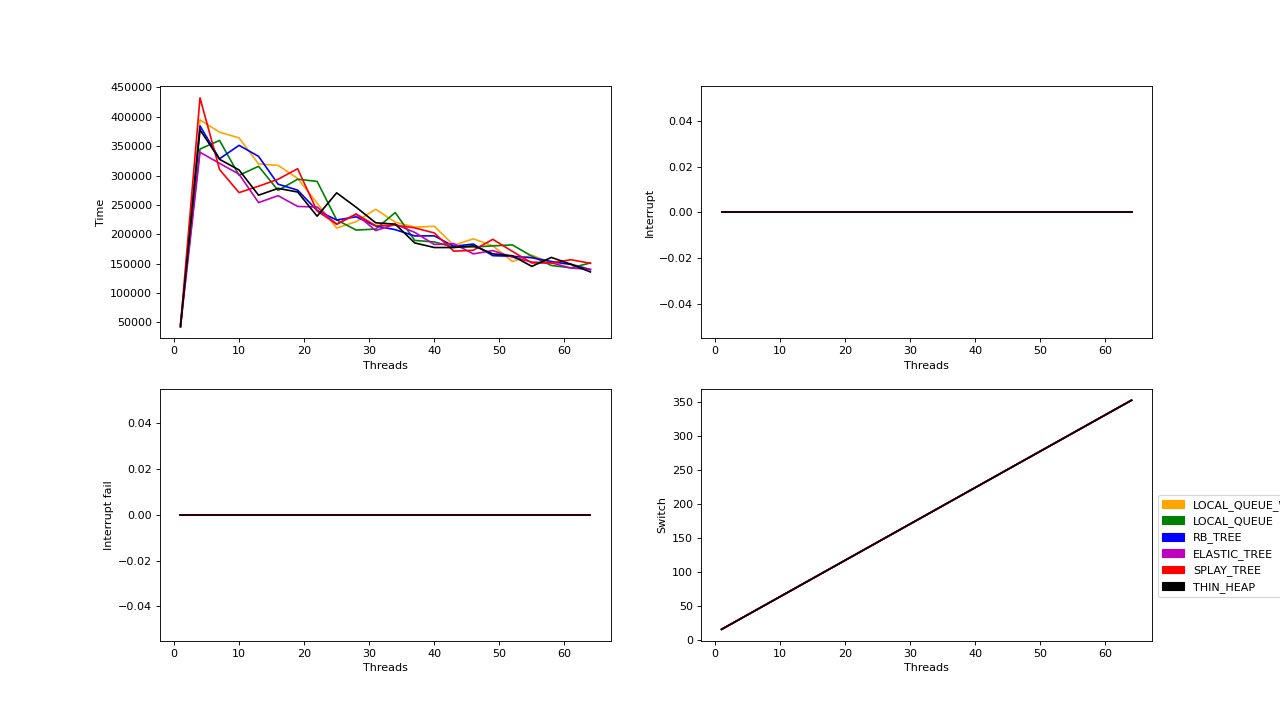 450000
400000
350000
300000
250000
200000
150000
100000
50000
Time
0 10 20 30 40 50 60
Threads
0.04
0.02
0.00
−0.02
−0.04
Interrupt
0 10 20 30 40 50 60
Threads
0.04
0.02
0.00
−0.02
−0.04
Interrupt fail
0 10 20 30 40 50 60
Threads
350
300
250
200
150
100
50
0
Switch
0 10 20 30 40 50 60
Threads
LOCAL_QUEUE_
LOCAL_QUEUE
RB_TREE
ELASTIC_TREE
SPLAY_TREE
THIN_HEAP